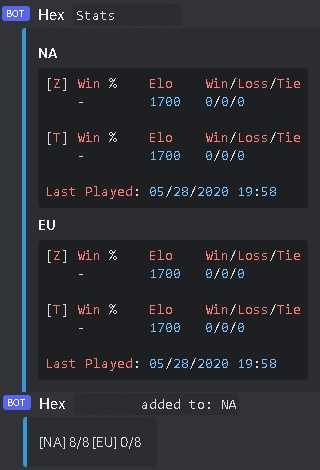 BOT Hex Stats
NA
[Z] Win % Elo Win/Loss/Tie
- 1700 0/0/0
[T] Win % Elo Win/Loss/Tie
- 1700 0/0/0
Last Played: 05/28/2020 19:58
EU
[Z] Win % Elo Win/Loss/Tie
- 1700 0/0/0
[T] Win % Elo Win/Loss/Tie
- 1700 0/0/0
Last Played: 05/28/2020 19:58
BOT Hex added to: NA
[NA] 8/8 [EU] 0/8